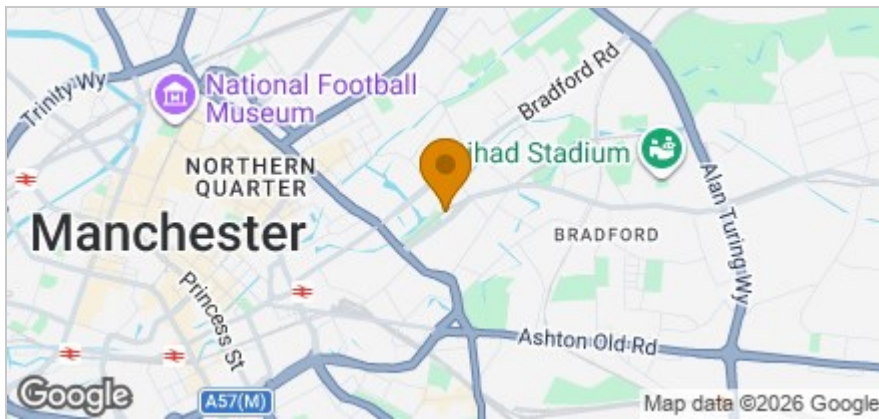 Trinity Wy
National Football
Museum
Bradford Rd
NORTHERN
QUARTER
ihad Stadium
Manchester
BRADFORD
Alan Turing Wy
Princess St
Ashton Old Rd
Google
A57(M)
Map data ©2026 Google